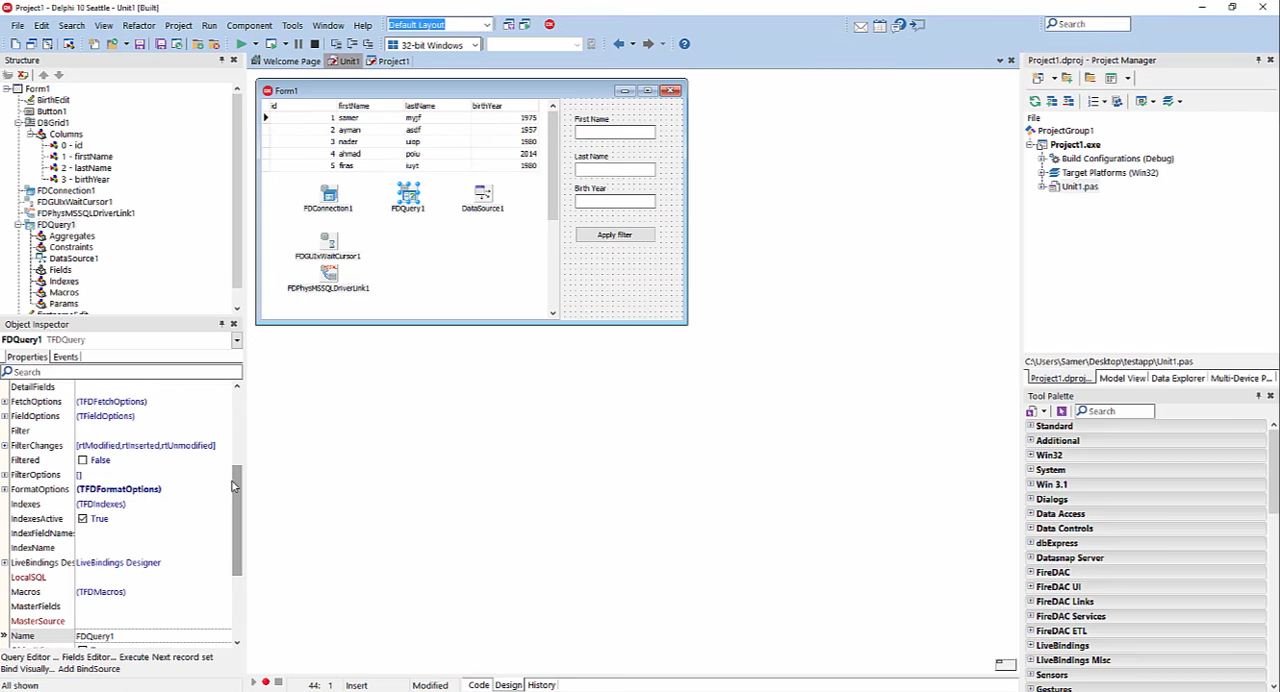 Project1 - Delphi 10 Seattle - Unit1 [Built]
File Edit Search View Refactor Project Run Component Tools Window Help
Default Layout
Search
32-bit Windows
Structure
Form1
BirthEdit
Button1
DBGrid1
Columns
0 - id
1 - firstName
2 - lastName
3 - birthYear
FDConnection1
FDGUIxWaitCursor1
FDPhysMSSQLDriverLink1
FDQuery1
Aggregates
Constraints
DataSource1
Fields
Indexes
Macros
Params
Object Inspector
FDQuery1 TFDQuery
Properties Events
Search
DetailFields
FetchOptions (TFDFetchOptions)
FieldOptions (TFieldOptions)
Filter
FilterChanges [rtModified,rtInserted,rtUnmodified]
Filtered False
FilterOptions []
FormatOptions (TFDFormatOptions)
Indexes (TFDIndexes)
IndexesActive True
IndexFieldName:
IndexName
LiveBindings Des LiveBindings Designer
LocalSQL
Macros (TFDMacros)
MasterFields
MasterSource
Name FDQuery1
Query Editor ... Fields Editor... Execute Next record set
Bind Visually... Add BindSource
All shown
Welcome Page Unit1 Project1
Form1
id firstName lastName birthYear
1 samer myjf 1975
2 ayman asdf 1957
3 nader uiop 1980
4 ahmad poiu 2014
5 firas iuyt 1980
FDConnection1
FDQuery1
DataSource1
FDGUIxWaitCursor1
FDPhysMSSQLDriverLink1
First Name
Last Name
Birth Year
Apply filter
44: 1 Insert Modified Code Design History
Project1.dproj - Project Manager
File
ProjectGroup1
Project1.exe
Build Configurations (Debug)
Target Platforms (Win32)
Unit1.pas
C:\Users\Samer\Desktop\testapp\Unit1.pas
Project1.dproj... Model View Data Explorer Multi-Device P...
Tool Palette
Search
Standard
Additional
Win32
System
Win 3.1
Dialogs
Data Access
Data Controls
dbExpress
Datasnap Server
FireDAC
FireDAC UI
FireDAC Links
FireDAC Services
FireDAC ETL
LiveBindings
LiveBindings Misc
Sensors
Gestures